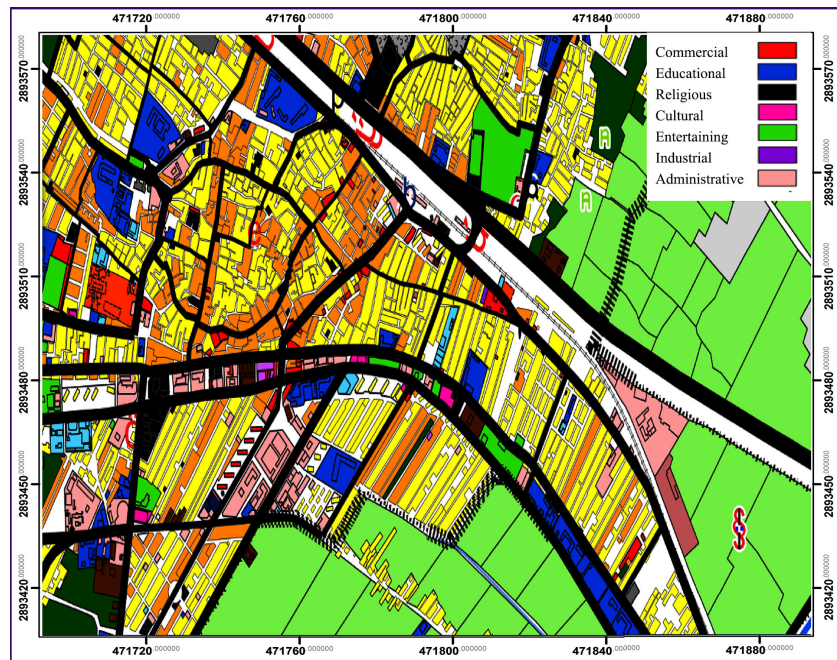 471720.000000 471760.000000 471800.000000 471840.000000 471880.000000
2893570.000000
2893540.000000
2893510.000000
2893480.000000
2893450.000000
2893420.000000
Commercial
Educational
Religious
Cultural
Entertaining
Industrial
Administrative
A
A
b
2893570.000000
2893540.000000
2893510.000000
2893480.000000
2893450.000000
2893420.000000
471720.000000 471760.000000 471800.000000 471840.000000 471880.000000